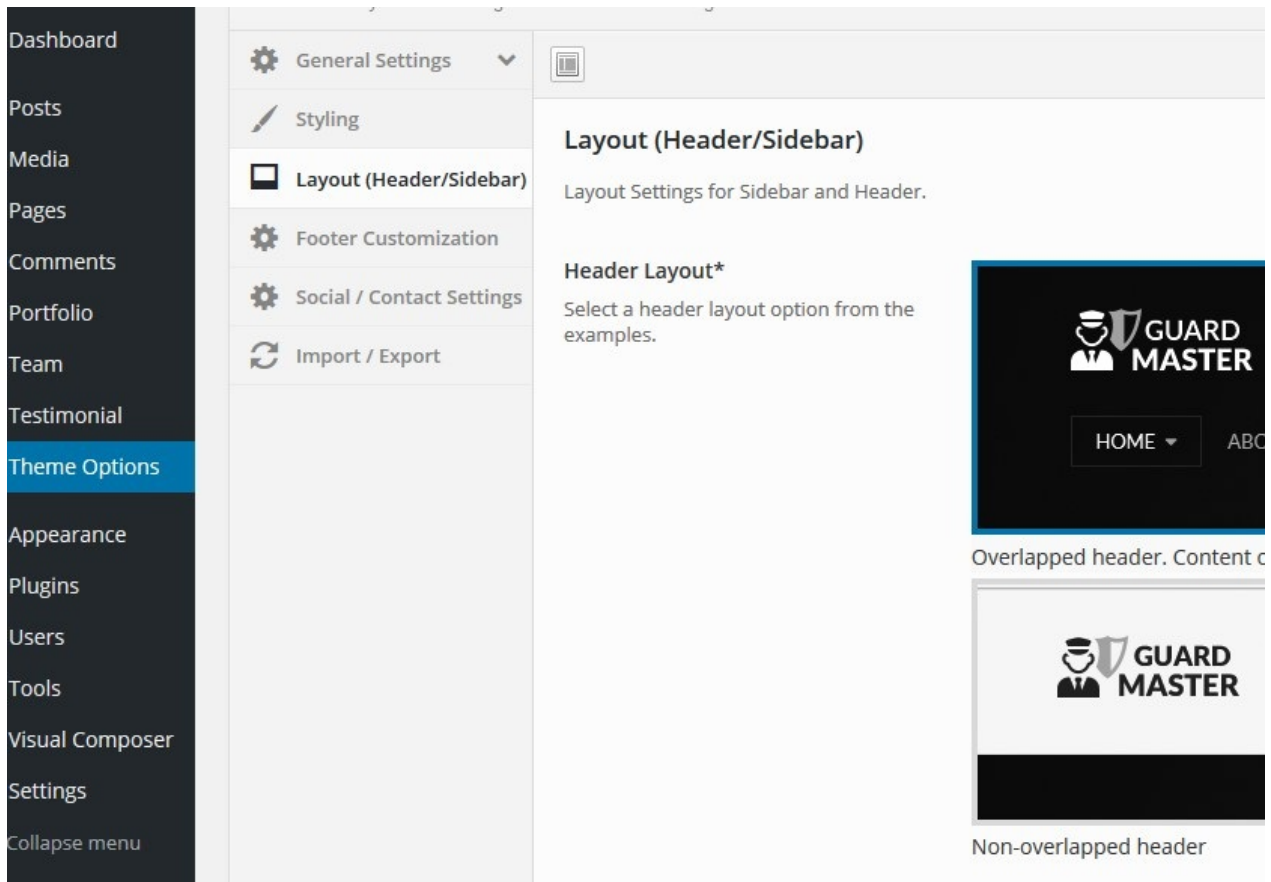 Dashboard
Posts
Media
Pages
Comments
Portfolio
Team
Testimonial
Theme Options
Appearance
Plugins
Users
Tools
Visual Composer
Settings
Collapse menu
General Settings
Styling
Layout (Header/Sidebar)
Footer Customization
Social / Contact Settings
Import / Export
Layout (Header/Sidebar)
Layout Settings for Sidebar and Header.
Header Layout*
Select a header layout option from the
examples.
GUARD
MASTER
HOME
Overlapped header. Content
GUARD
MASTER
Non-overlapped header